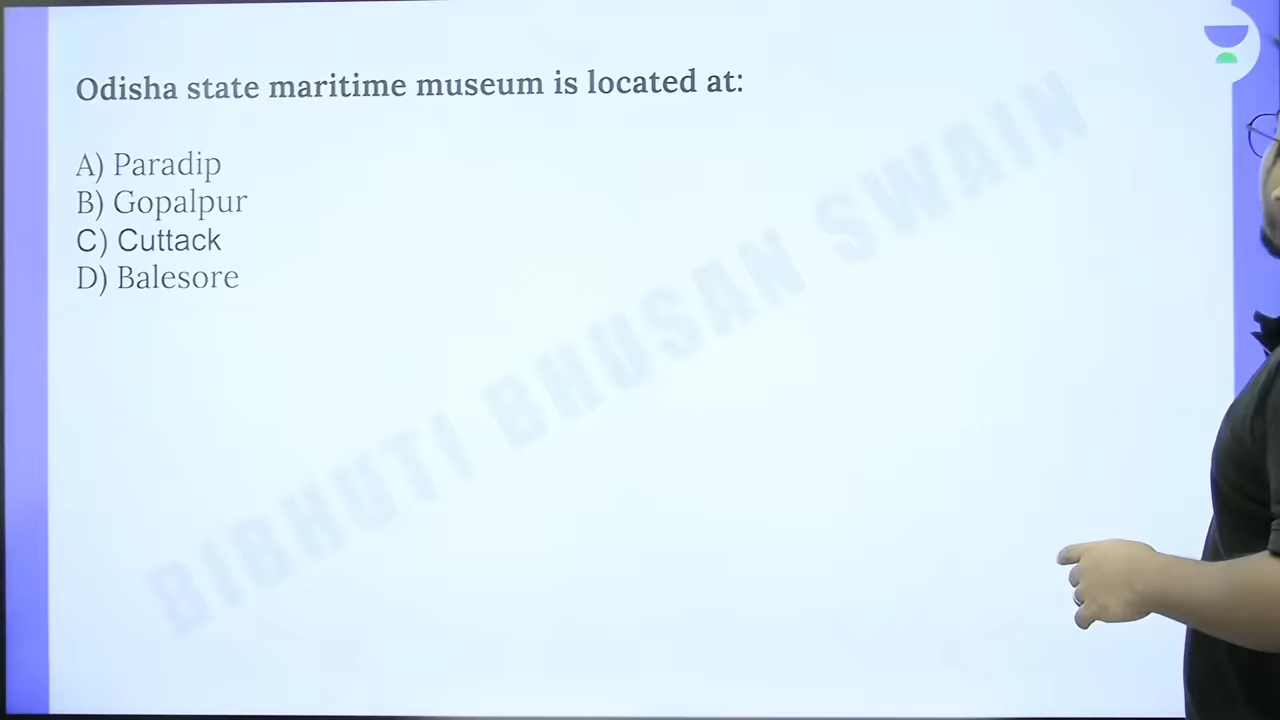 Odisha state maritime museum is located at:
A) Paradip
B) Gopalpur
C) Cuttack
D) Balesore
BIBHUTI BHUSAN SWAIN